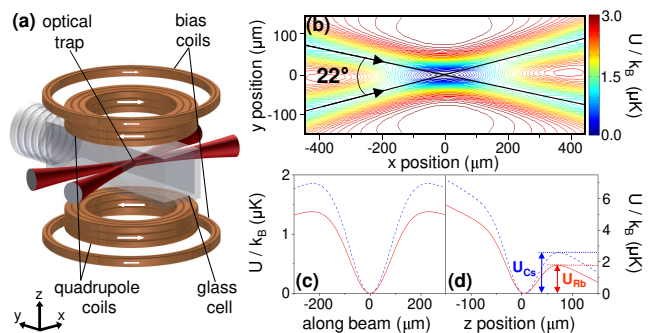 (a)
optical
trap
bias
coils
quadrupole
coils
glass
cell
z
y
x
(b)
22°
y position (μm)
100
0
-100
-400
-200
0
200
400
x position (μm)
3.0
1.5
0.0
U / k_B (μK)
(c)
U / k_B (μK)
2
1
0
-200
0
200
along beam (μm)
(d)
U_Cs
U_Rb
-100
0
100
z position (μm)
6
4
2
0
U / k_B (μK)